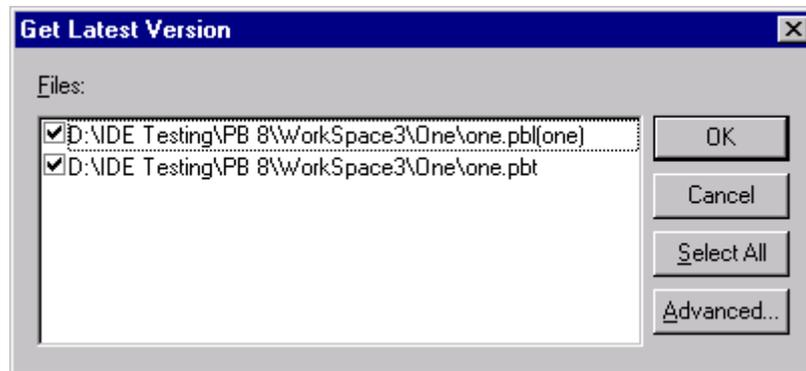 Get Latest Version
Files:
D:\IDE Testing\PB 8\WorkSpace3\One\one.pbl(one)
D:\IDE Testing\PB 8\WorkSpace3\One\one.pbt
OK
Cancel
Select All
Advanced...